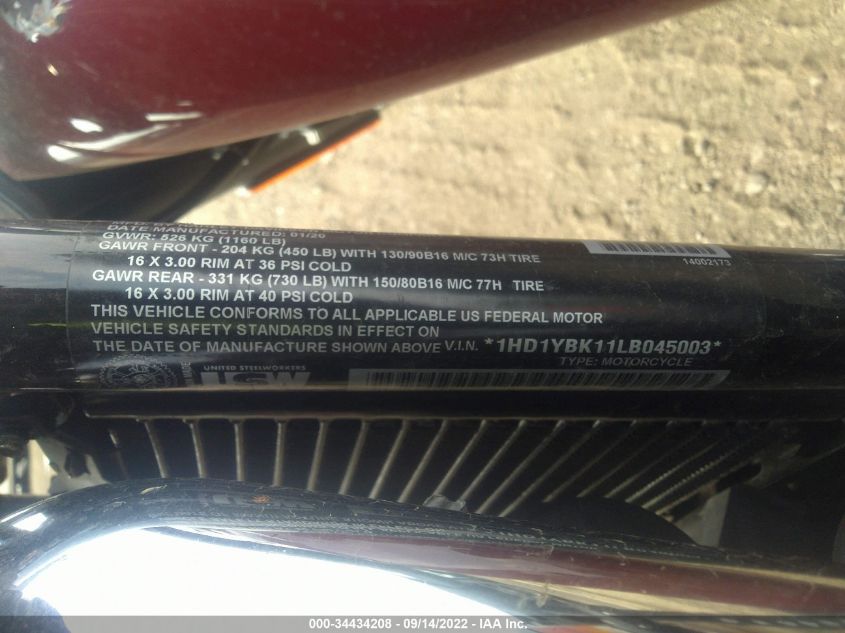 DATE MANUFACTURED: 01/20
GVWR: 526 KG (1160 LB)
GAWR FRONT - 204 KG (450 LB) WITH 130/90B16 M/C 73H TIRE
16 X 3.00 RIM AT 36 PSI COLD
GAWR REAR - 331 KG (730 LB) WITH 150/80B16 M/C 77H TIRE
16 X 3.00 RIM AT 40 PSI COLD
THIS VEHICLE CONFORMS TO ALL APPLICABLE US FEDERAL MOTOR
VEHICLE SAFETY STANDARDS IN EFFECT ON
THE DATE OF MANUFACTURE SHOWN ABOVE V.I.N. *1HD1YBK11LB045003*
TYPE: MOTORCYCLE
14002173
UNITED STEELWORKERS
USW
000-34434208 - 09/14/2022 - IAA Inc.